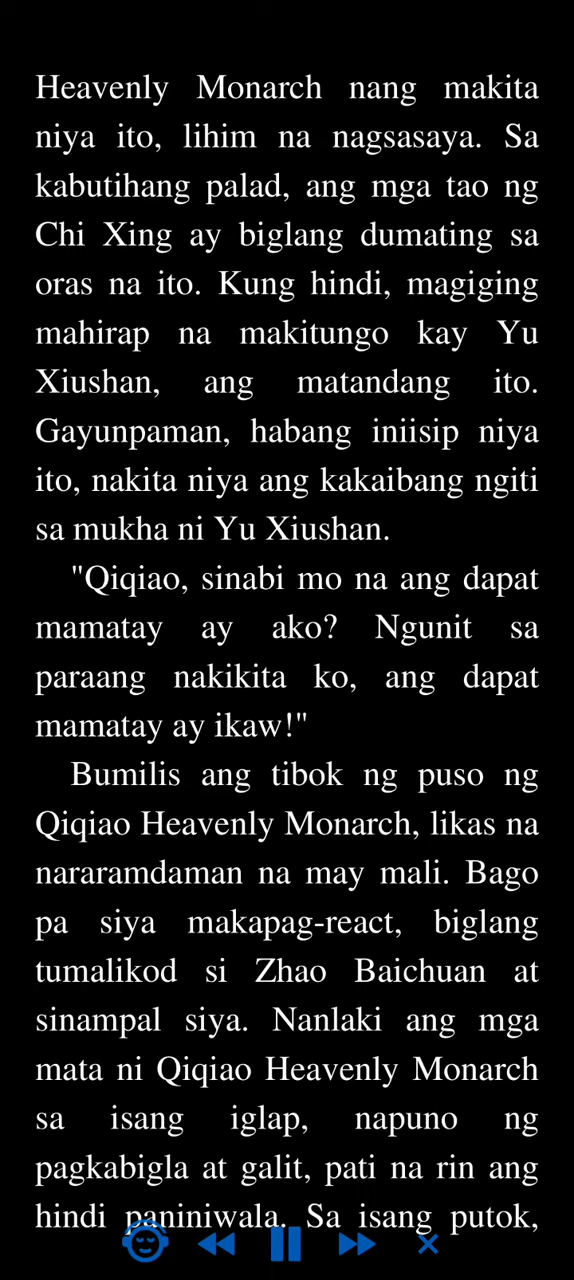 Heavenly Monarch nang makita
niya ito, lihim na nagsasaya. Sa
kabutihang palad, ang mga tao ng
Chi Xing ay biglang dumating sa
oras na ito. Kung hindi, magiging
mahirap na makitungo kay Yu
Xiushan, ang matandang ito.
Gayunpaman, habang iniisip niya
ito, nakita niya ang kakaibang ngiti
sa mukha ni Yu Xiushan.
"Qiqiao, sinabi mo na ang dapat
mamatay ay ako? Ngunit sa
paraang nakikita ko, ang dapat
mamatay ay ikaw!"
Bumilis ang tibok ng puso ng
Qiqiao Heavenly Monarch, likas na
nararamdaman na may mali. Bago
pa siya makapag-react, biglang
tumalikod si Zhao Baichuan at
sinampal siya. Nanlaki ang mga
mata ni Qiqiao Heavenly Monarch
sa isang iglap, napuno ng
pagkabigla at galit, pati na rin ang
hindi paniniwala. Sa isang putok,